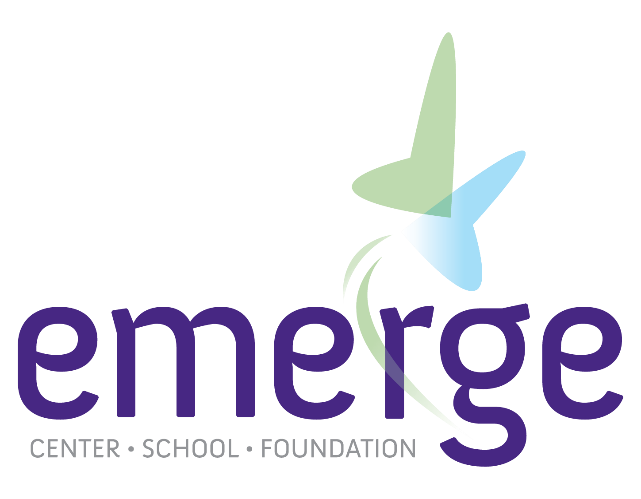 emerge
CENTER • SCHOOL • FOUNDATION